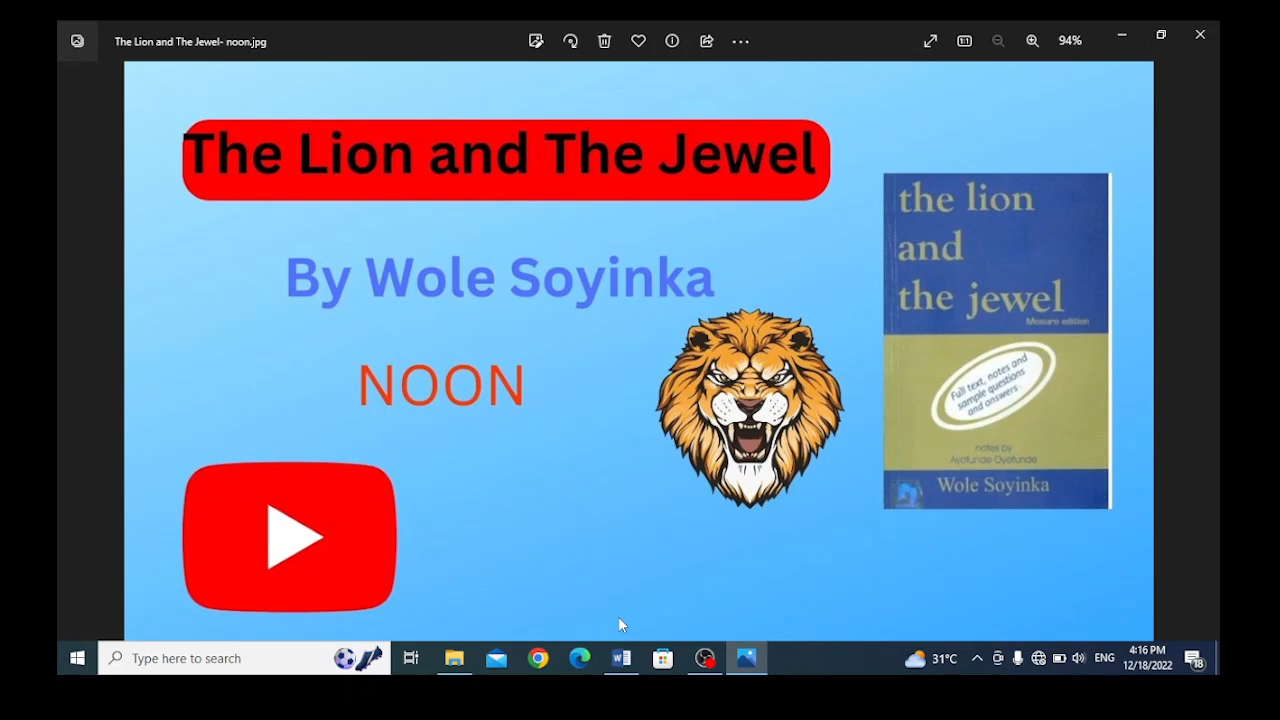 The Lion and The Jewel- noon.jpg
94%
The Lion and The Jewel
By Wole Soyinka
NOON
the lion
and
the jewel
Mosuro edition
Full text, notes and
sample questions
and answers
notes by
Ayofunde Oyefunde
Wole Soyinka
Type here to search
31°C
ENG
4:16 PM
12/18/2022
18